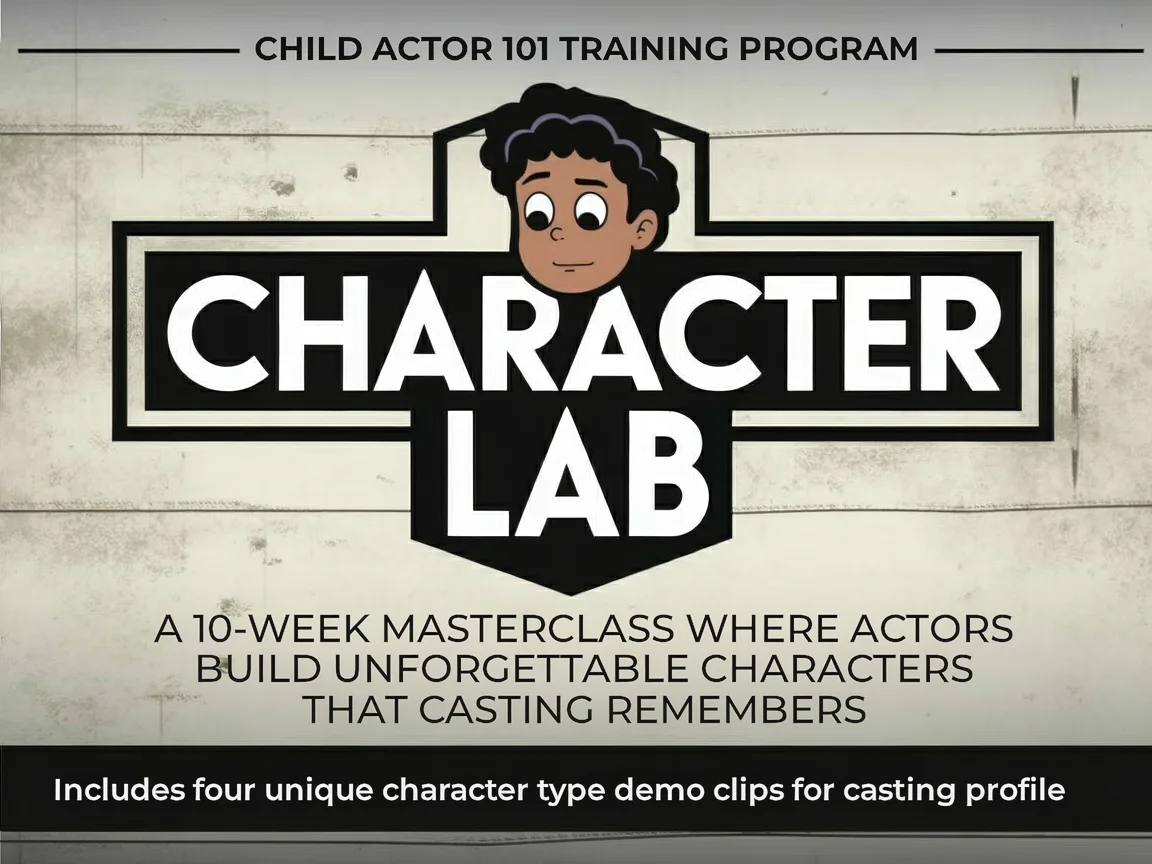 CHILD ACTOR 101 TRAINING PROGRAM
CHARACTER
LAB
A 10-WEEK MASTERCLASS WHERE ACTORS
BUILD UNFORGETTABLE CHARACTERS
THAT CASTING REMEMBERS
Includes four unique character type demo clips for casting profile